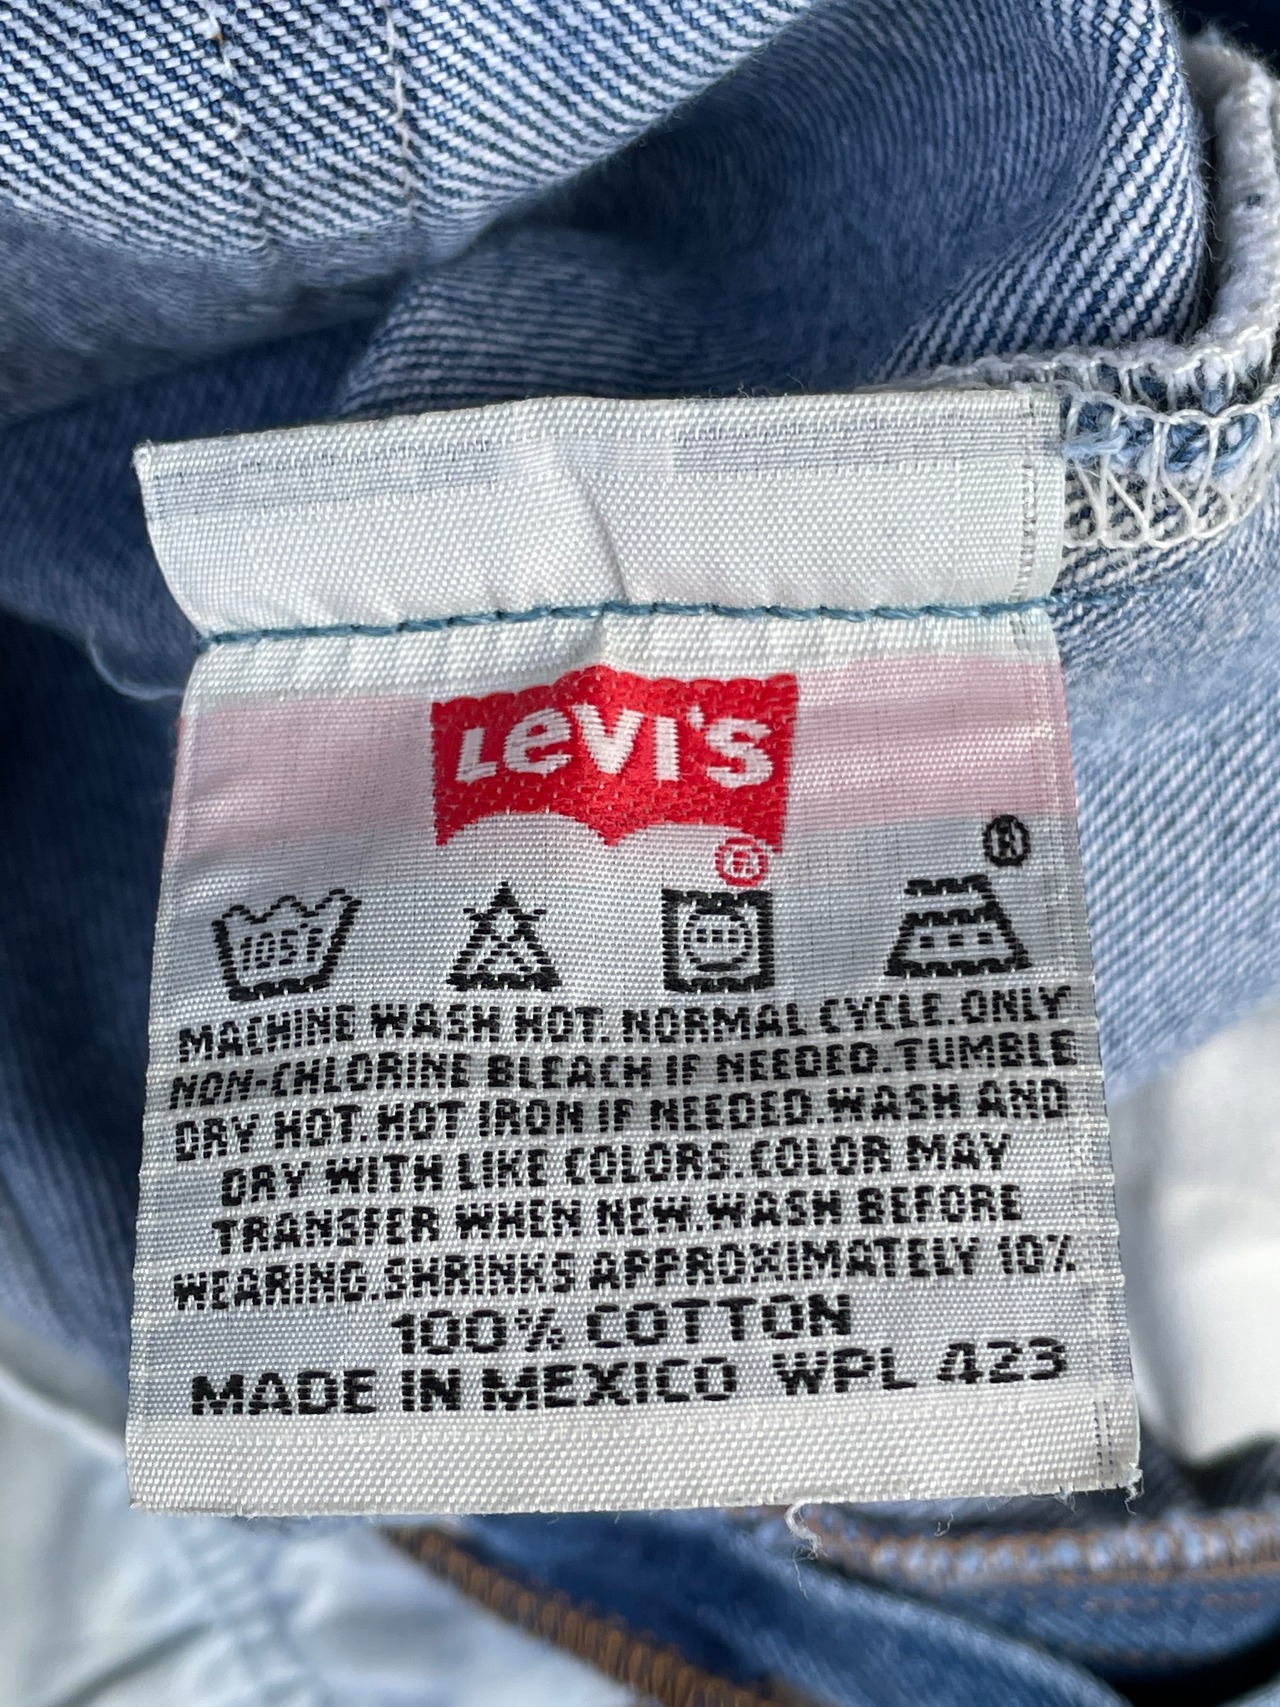 LEVI'S
®
®
105°F
MACHINE WASH HOT. NORMAL CYCLE. ONLY
NON-CHLORINE BLEACH IF NEEDED. TUMBLE
DRY HOT. HOT IRON IF NEEDED. WASH AND
DRY WITH LIKE COLORS. COLOR MAY
TRANSFER WHEN NEW. WASH BEFORE
WEARING. SHRINKS APPROXIMATELY 10%
100% COTTON
MADE IN MEXICO WPL 423